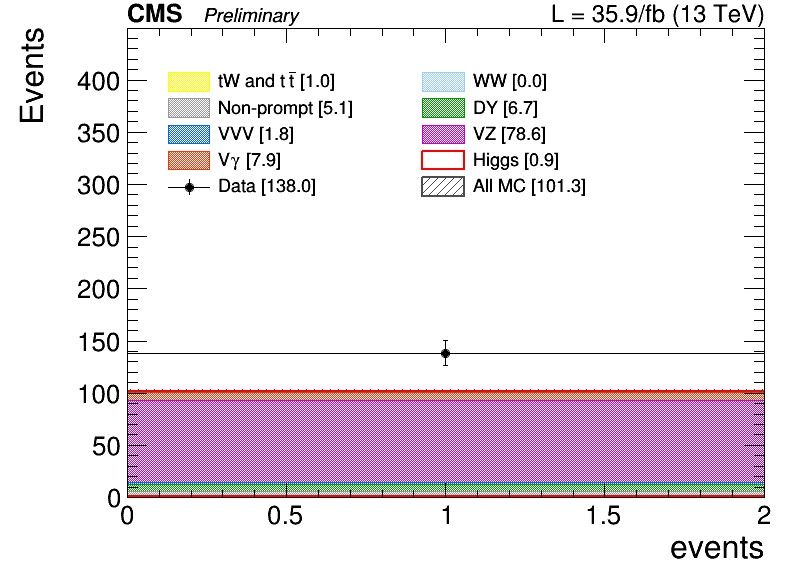 CMS Preliminary L = 35.9/fb (13 TeV)
Events
tW and t t̅ [1.0] WW [0.0]
Non-prompt [5.1] DY [6.7]
VVV [1.8] VZ [78.6]
Vγ [7.9] Higgs [0.9]
Data [138.0] All MC [101.3]
400
350
300
250
200
150
100
50
0
0 0.5 1 1.5 2
events